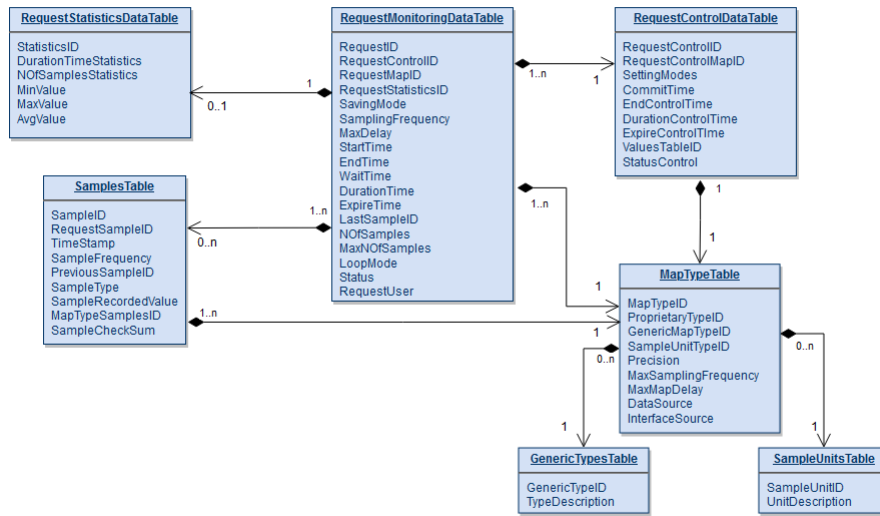 RequestStatisticsDataTable
StatisticsID
DurationTimeStatistics
NOfSamplesStatistics
MinValue
MaxValue
AvgValue
RequestMonitoringDataTable
RequestID
RequestControlID
RequestMapID
RequestStatisticsID
SavingMode
SamplingFrequency
MaxDelay
StartTime
EndTime
WaitTime
DurationTime
ExpireTime
LastSampleID
NOfSamples
MaxNOfSamples
LoopMode
Status
RequestUser
RequestControlDataTable
RequestControlID
RequestControlMapID
SettingModes
CommitTime
EndControlTime
DurationControlTime
ExpireControlTIme
ValuesTableID
StatusControl
1
0..1
1..n
1
SamplesTable
SampleID
RequestSampleID
TimeStamp
SampleFrequency
PreviousSampleID
SampleType
SampleRecordedValue
MapTypeSamplesID
SampleCheckSum
1..n
0..n
1..n
1
1
1
1..n
1
MapTypeTable
MapTypeID
ProprietaryTypeID
GenericMapTypeID
SampleUnitTypeID
Precision
MaxSamplingFrequency
MaxMapDelay
DataSource
InterfaceSource
0..n
1
0..n
1
GenericTypesTable
GenericTypeID
TypeDescription
SampleUnitsTable
SampleUnitID
UnitDescription